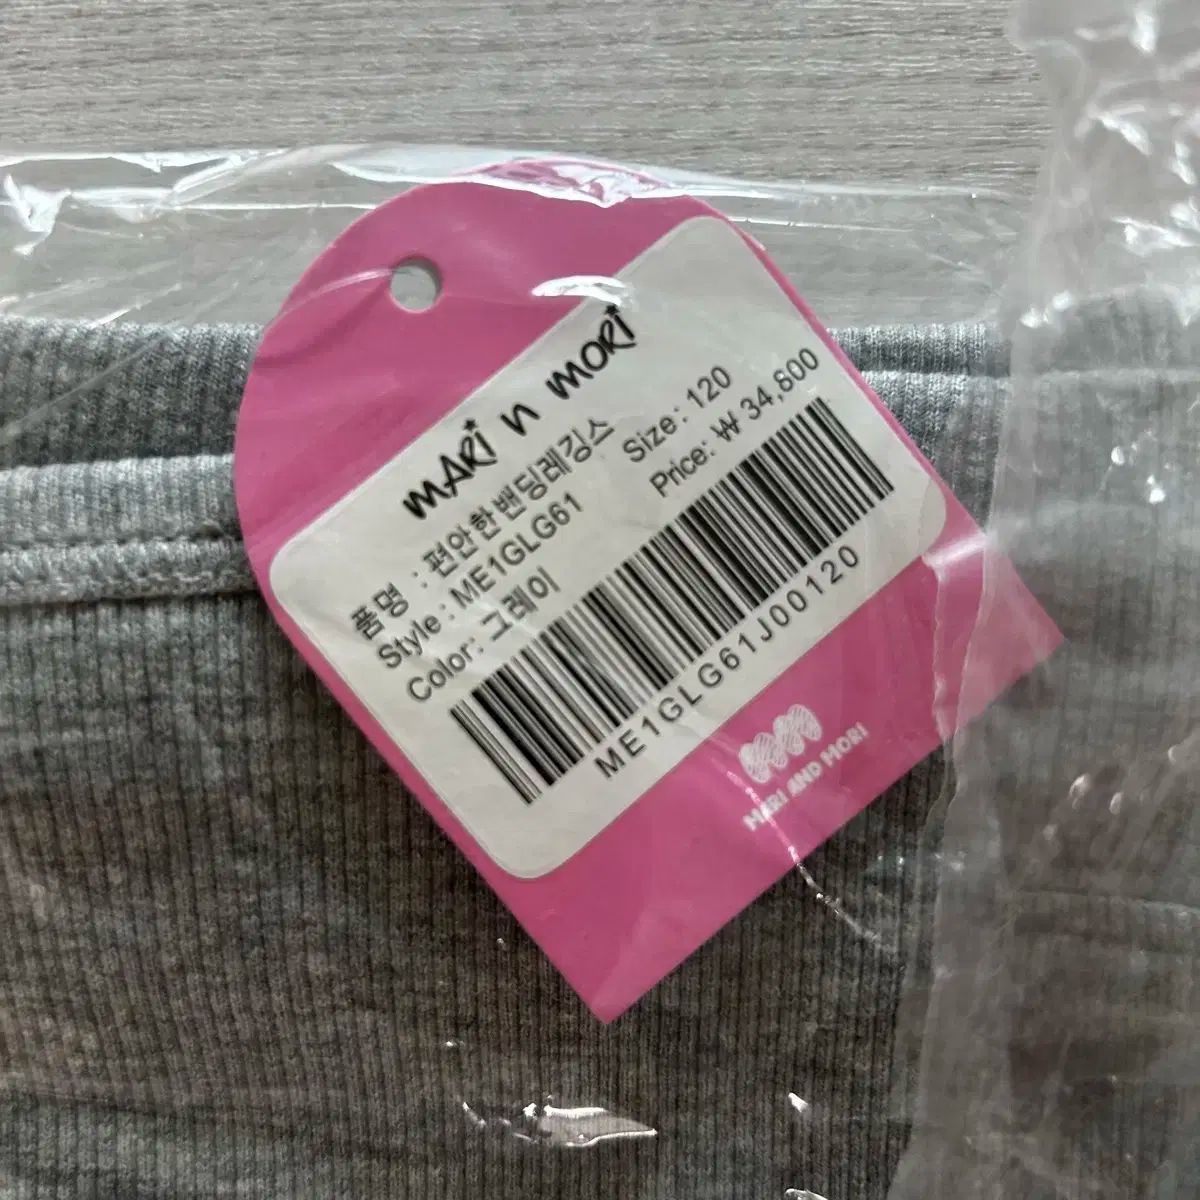 MARI n MORI
품명 : 편안한밴딩레깅스
Style : ME1GLG61
Size: 120
Color: 그레이
Price: ₩ 34,600
ME1GLG61J00120
MARI AND MORI